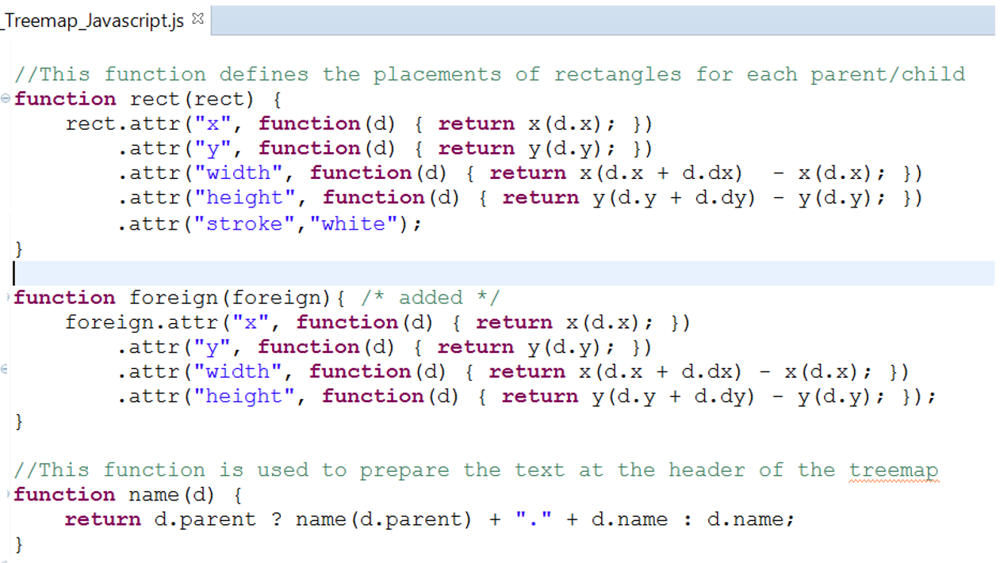 _Treemap_Javascript.js
//This function defines the placements of rectangles for each parent/child
function rect(rect) {
    rect.attr("x", function(d) { return x(d.x); })
        .attr("y", function(d) { return y(d.y); })
        .attr("width", function(d) { return x(d.x + d.dx)  - x(d.x); })
        .attr("height", function(d) { return y(d.y + d.dy) - y(d.y); })
        .attr("stroke","white");
}
function foreign(foreign){ /* added */
    foreign.attr("x", function(d) { return x(d.x); })
        .attr("y", function(d) { return y(d.y); })
        .attr("width", function(d) { return x(d.x + d.dx) - x(d.x); })
        .attr("height", function(d) { return y(d.y + d.dy) - y(d.y); });
}
//This function is used to prepare the text at the header of the treemap
function name(d) {
    return d.parent ? name(d.parent) + "." + d.name : d.name;
}